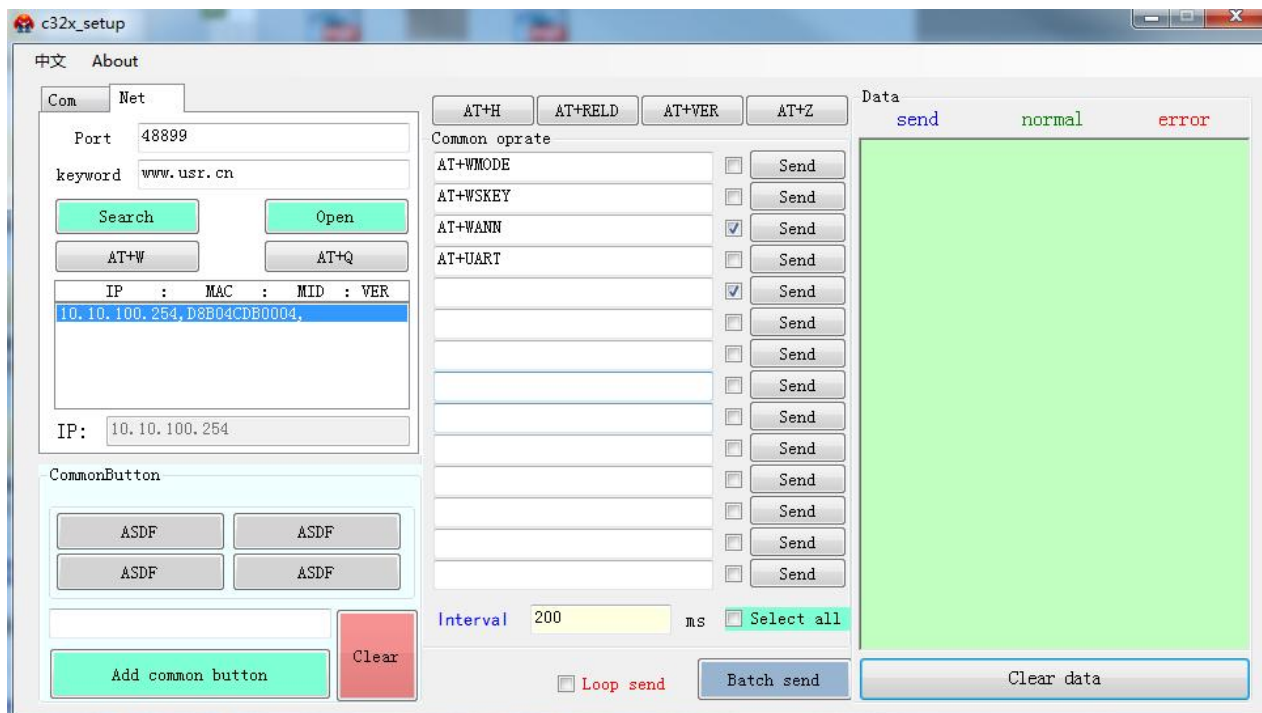 c32x_setup
中文 About
Com Net
Port 48899
keyword www.usr.cn
Search Open
AT+W AT+Q
IP : MAC : MID : VER
10.10.100.254,D8B04CDB0004,
IP: 10.10.100.254
CommonButton
ASDF ASDF
ASDF ASDF
Add common button
Clear
AT+H AT+RELD AT+VER AT+Z
Common oprate
AT+WMODE Send
AT+WSKEY Send
AT+WANN Send
AT+UART Send
Send
Send
Send
Send
Send
Send
Send
Send
Send
Send
Interval 200 ms Select all
Loop send Batch send
Data
send normal error
Clear data